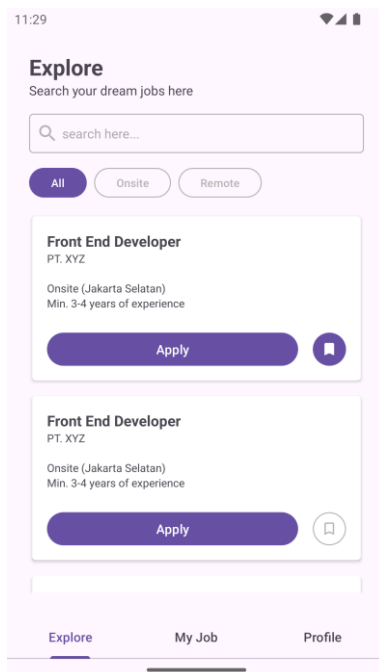 11:29
Explore
Search your dream jobs here
search here...
All
Onsite
Remote
Front End Developer
PT. XYZ
Onsite (Jakarta Selatan)
Min. 3-4 years of experience
Apply
Front End Developer
PT. XYZ
Onsite (Jakarta Selatan)
Min. 3-4 years of experience
Apply
Explore
My Job
Profile